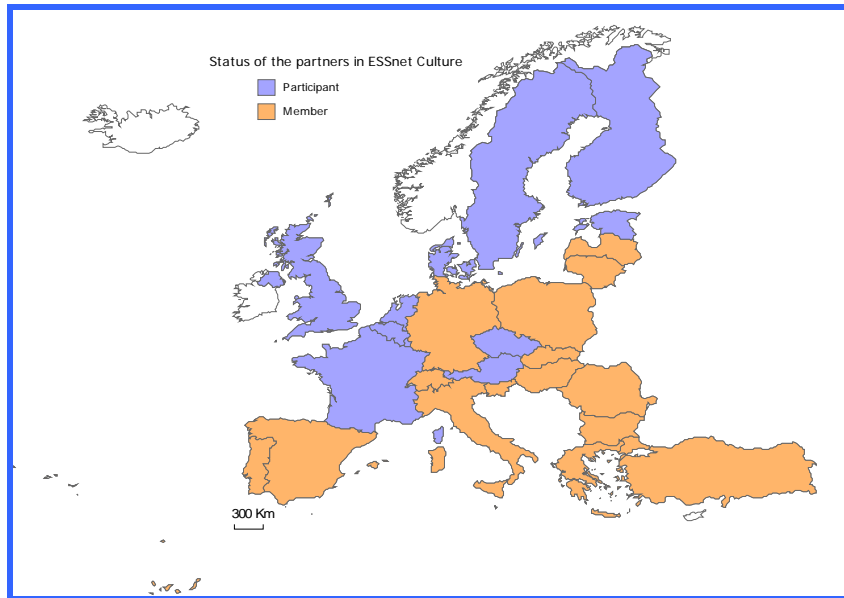 Status of the partners in ESSnet Culture
Participant
Member
300 Km